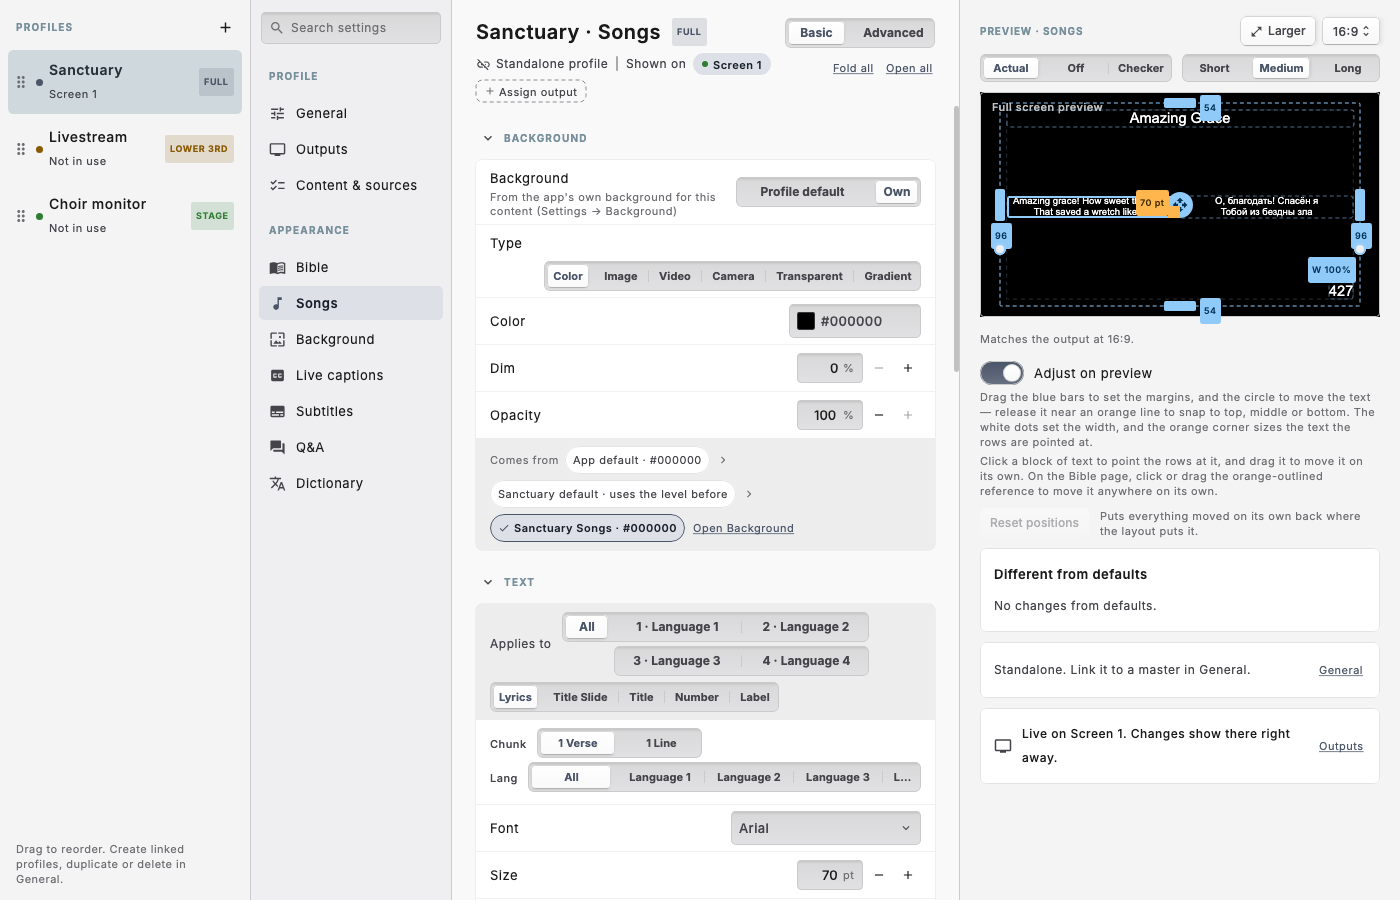 PROFILES
Sanctuary
Screen 1
FULL
Livestream
Not in use
LOWER 3RD
Choir monitor
Not in use
STAGE
Drag to reorder. Create linked
profiles, duplicate or delete in
General.
Search settings
PROFILE
General
Outputs
Content & sources
APPEARANCE
Bible
Songs
Background
Live captions
Subtitles
Q&A
Dictionary
Sanctuary · Songs
FULL
Basic
Advanced
Standalone profile | Shown on
Screen 1
Fold all
Open all
+ Assign output
BACKGROUND
Background
From the app's own background for this
content (Settings → Background)
Profile default
Own
Type
Color
Image
Video
Camera
Transparent
Gradient
Color
#000000
Dim
0 %
Opacity
100 %
Comes from
App default · #000000
Sanctuary default · uses the level before
Sanctuary Songs · #000000
Open Background
TEXT
Applies to
All
1 · Language 1
2 · Language 2
3 · Language 3
4 · Language 4
Lyrics
Title Slide
Title
Number
Label
Chunk
1 Verse
1 Line
Lang
All
Language 1
Language 2
Language 3
L...
Font
Arial
Size
70 pt
PREVIEW · SONGS
Larger
16:9
Actual
Off
Checker
Short
Medium
Long
Full screen preview
54
Amazing Grace
Amazing grace! How sweet
That saved a wretch like
70 pt
О, благодать! Спасён я
Тобой из бездны зла
96
96
W 100%
427
54
Matches the output at 16:9.
Adjust on preview
Drag the blue bars to set the margins, and the circle to move the text
— release it near an orange line to snap to top, middle or bottom. The
white dots set the width, and the orange corner sizes the text the
rows are pointed at.
Click a block of text to point the rows at it, and drag it to move it on
its own. On the Bible page, click or drag the orange-outlined
reference to move it anywhere on its own.
Reset positions
Puts everything moved on its own back where
the layout puts it.
Different from defaults
No changes from defaults.
Standalone. Link it to a master in General.
General
Live on Screen 1. Changes show there right
away.
Outputs